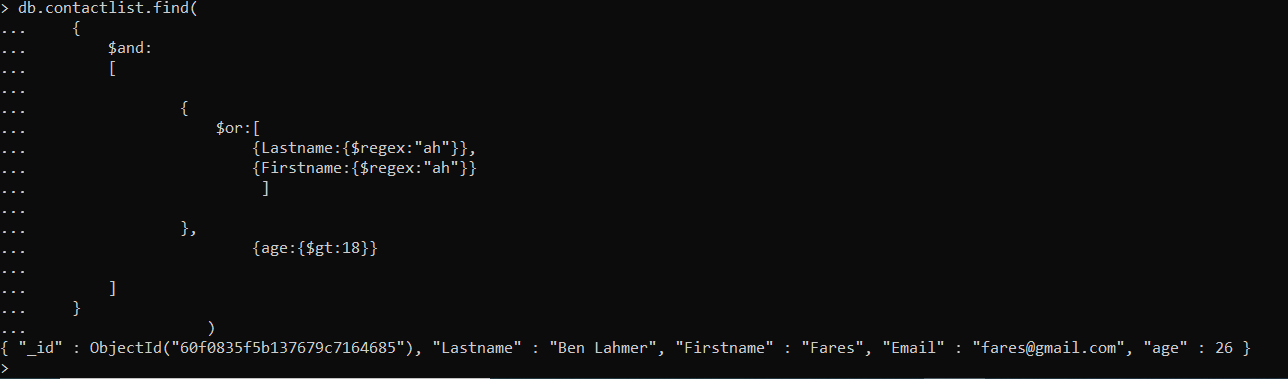 > db.contactlist.find(
...     {
...         $and:
...         [
...
...                 {
...                     $or:[
...                         {Lastname:{$regex:"ah"}},
...                         {Firstname:{$regex:"ah"}}
...                          ]
...
...                 },
...                         {age:{$gt:18}}
...
...         ]
...     }
...                    )
{ "_id" : ObjectId("60f0835f5b137679c7164685"), "Lastname" : "Ben Lahmer", "Firstname" : "Fares", "Email" : "fares@gmail.com", "age" : 26 }
>